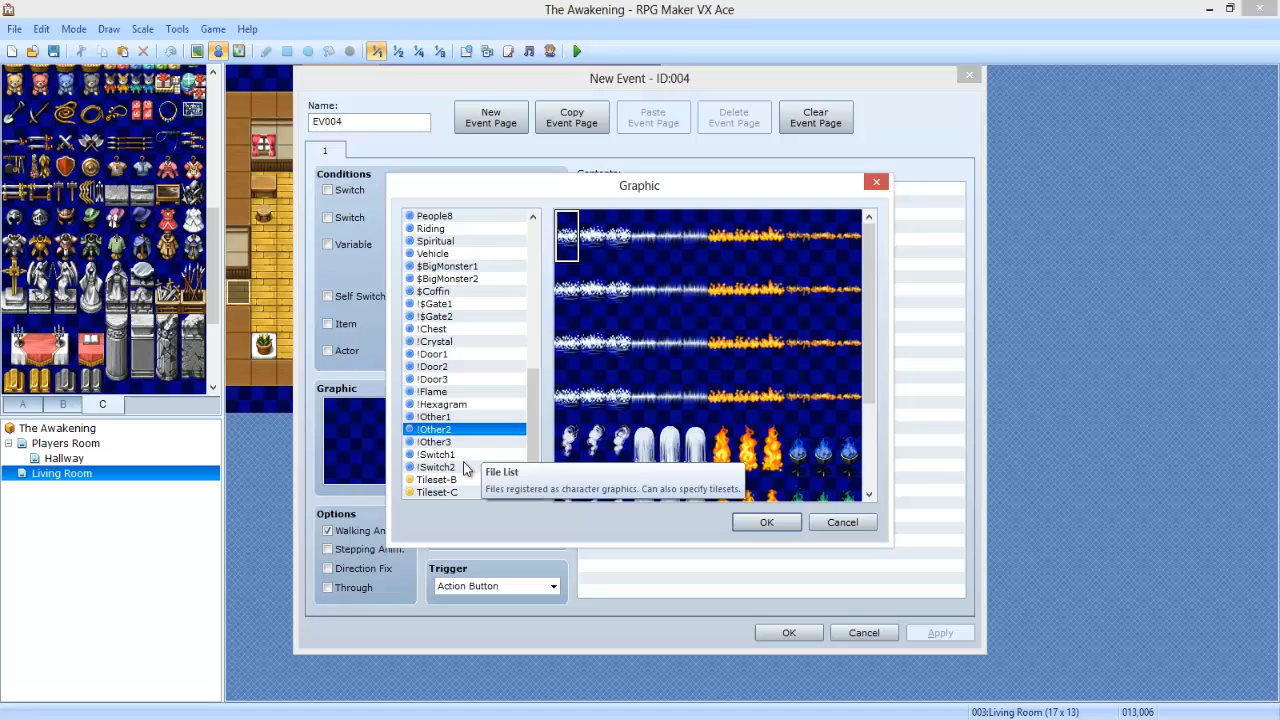 The Awakening - RPG Maker VX Ace
File Edit Mode Draw Scale Tools Game Help
New Event - ID:004
Name:
EV004
New Event Page
Copy Event Page
Paste Event Page
Delete Event Page
Clear Event Page
1
Conditions
Switch
Switch
Variable
Self Switch
Item
Actor
Graphic
Graphic
People8
Riding
Spiritual
Vehicle
$BigMonster1
$BigMonster2
$Coffin
!$Gate1
!$Gate2
!Chest
!Crystal
!Door1
!Door2
!Door3
!Flame
!Hexagram
!Other1
!Other2
!Other3
!Switch1
!Switch2
Tileset-B
Tileset-C
File List
Files registered as character graphics. Can also specify tilesets.
OK Cancel
Options
Walking An
Stepping Anim.
Direction Fix
Through
Trigger
Action Button
OK Cancel Apply
A B C
The Awakening
Players Room
Hallway
Living Room
003:Living Room (17 x 13) 013,006